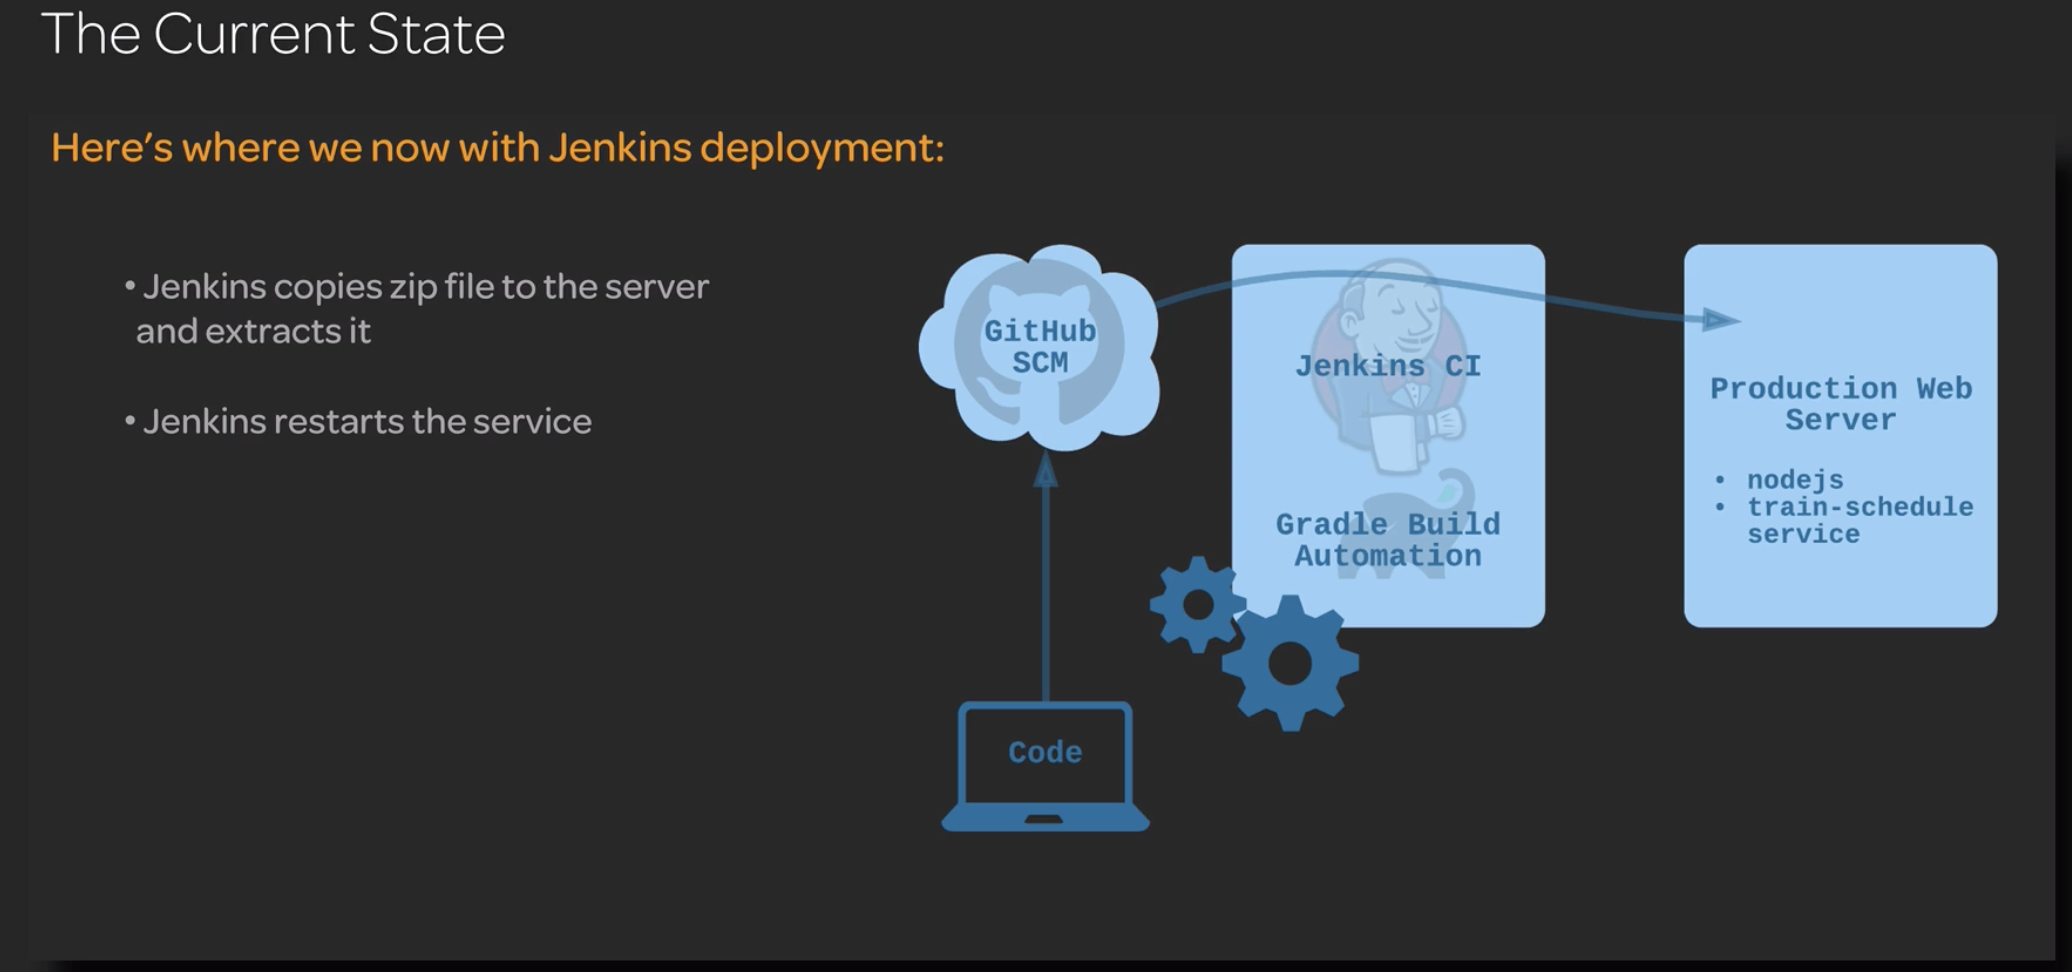 The Current State
Here's where we now with Jenkins deployment:
• Jenkins copies zip file to the server
and extracts it
• Jenkins restarts the service
GitHub
SCM
Jenkins CI
Gradle Build
Automation
Production Web
Server
• nodejs
• train-schedule
service
Code